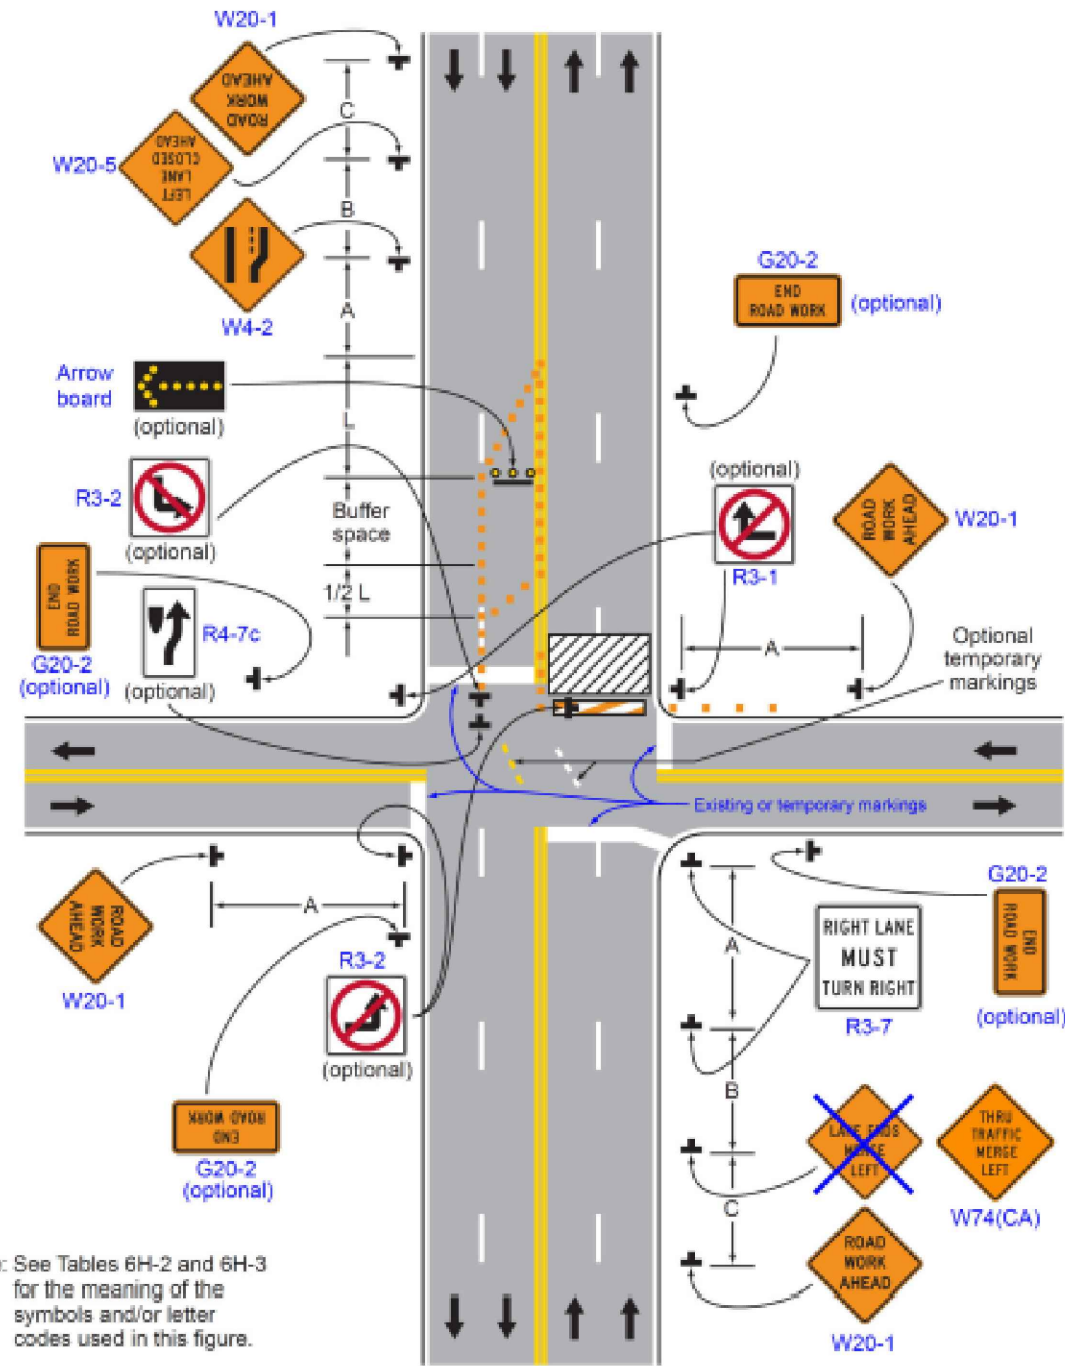 W20-1
ROAD
WORK
AHEAD
C
W20-5
LEFT
LANE
CLOSED
AHEAD
B
W4-2
A
G20-2
END
ROAD WORK
(optional)
Arrow
board
(optional)
L
R3-2
(optional)
Buffer
space
(optional)
R3-1
ROAD
WORK
AHEAD
W20-1
END
ROAD WORK
G20-2
(optional)
R4-7c
(optional)
1/2 L
A
Optional
temporary
markings
Existing or temporary markings
ROAD
WORK
AHEAD
W20-1
A
R3-2
(optional)
END
ROAD WORK
G20-2
(optional)
A
RIGHT LANE
MUST
TURN RIGHT
R3-7
G20-2
END
ROAD WORK
(optional)
B
LANE ENDS
MERGE
LEFT
THRU
TRAFFIC
MERGE
LEFT
W74(CA)
C
ROAD
WORK
AHEAD
W20-1
: See Tables 6H-2 and 6H-3
for the meaning of the
symbols and/or letter
codes used in this figure.